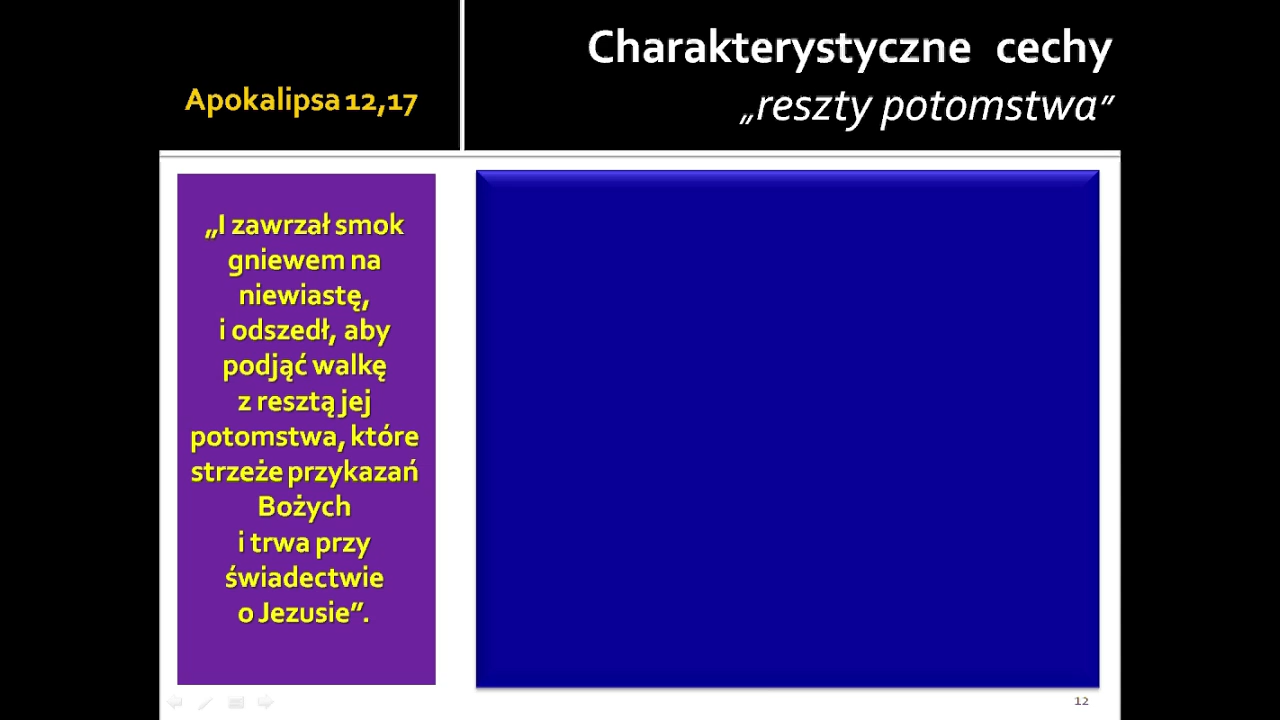 Apokalipsa 12,17
Charakterystyczne cechy
„reszty potomstwa”
„I zawrzał smok
gniewem na
niewiastę,
i odszedł, aby
podjąć walkę
z resztą jej
potomstwa, które
strzeże przykazań
Bożych
i trwa przy
świadectwie
o Jezusie”.
12